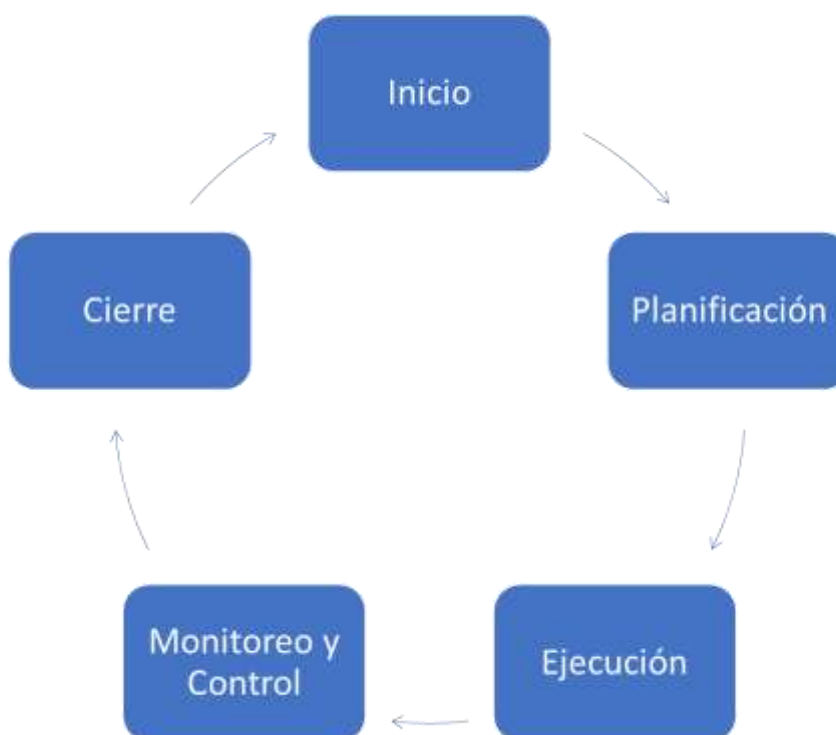 Inicio
Planificación
Ejecución
Monitoreo y
Control
Cierre